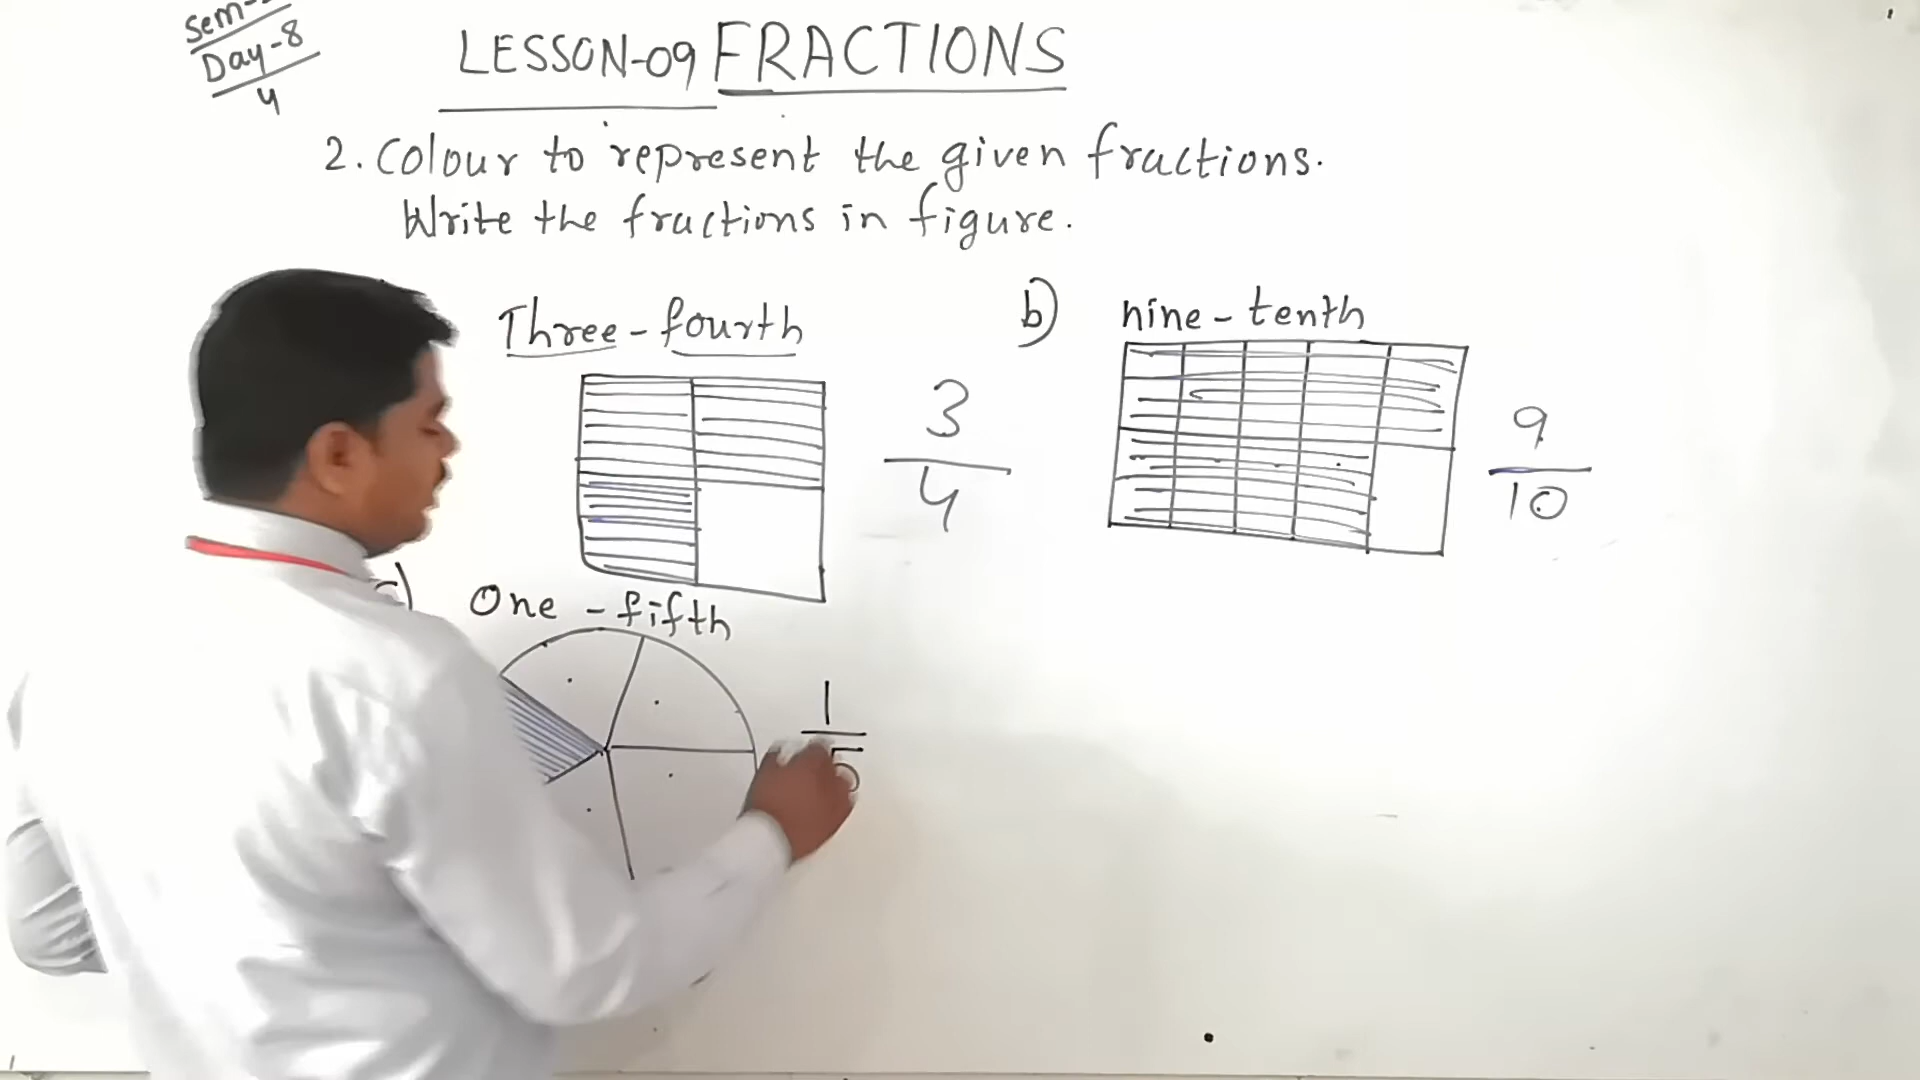 Sem-
Day-8
4
LESSON-09 FRACTIONS
2. Colour to represent the given fractions.
Write the fractions in figure.
Three-fourth
3
4
b) nine-tenth
9
10
c) One-fifth
1
5